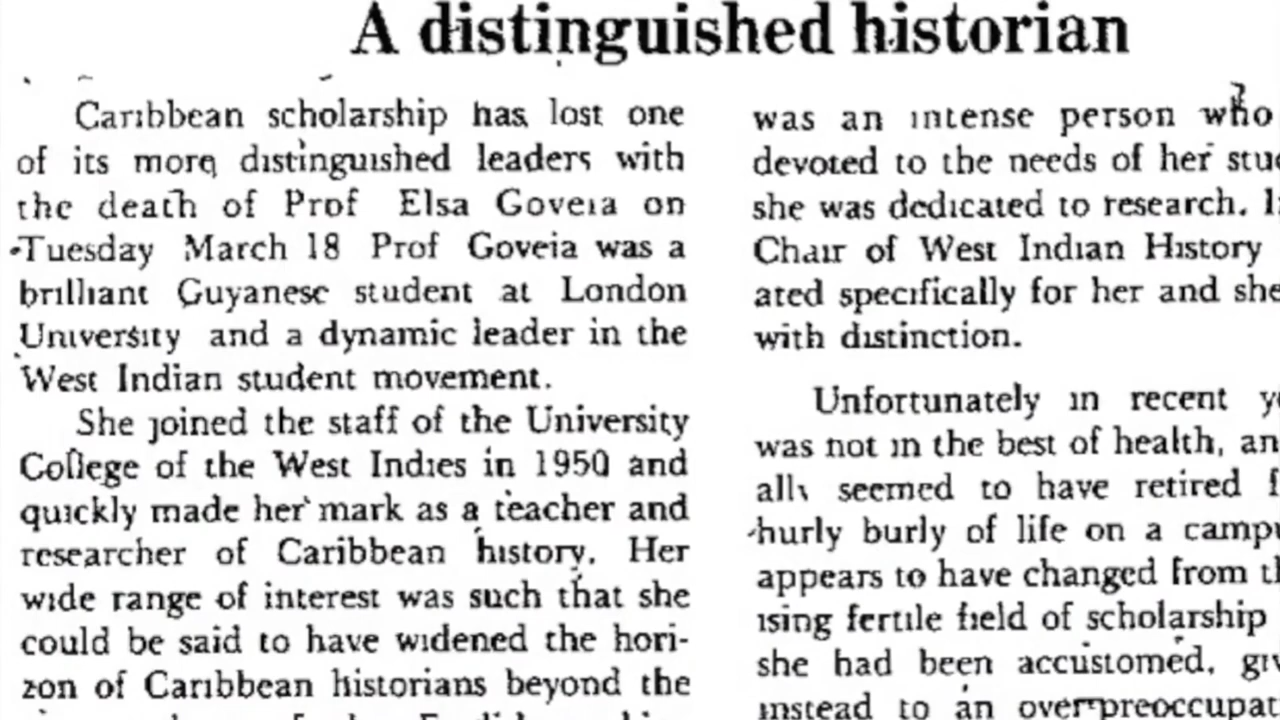 A distinguished historian
Caribbean scholarship has lost one
of its more distinguished leaders with
the death of Prof Elsa Goveia on
Tuesday March 18 Prof Goveia was a
brilliant Guyanese student at London
University and a dynamic leader in the
West Indian student movement.
She joined the staff of the University
College of the West Indies in 1950 and
quickly made her mark as a teacher and
researcher of Caribbean history. Her
wide range of interest was such that she
could be said to have widened the hori-
zon of Caribbean historians beyond the
was an intense person who
devoted to the needs of her
she was dedicated to research.
Chair of West Indian History
ated specifically for her and she
with distinction.
Unfortunately in recent
was not in the best of health,
ally seemed to have retired
hurly burly of life on a
appears to have changed from
ising fertile field of scholarship
she had been accustomed.
instead to an